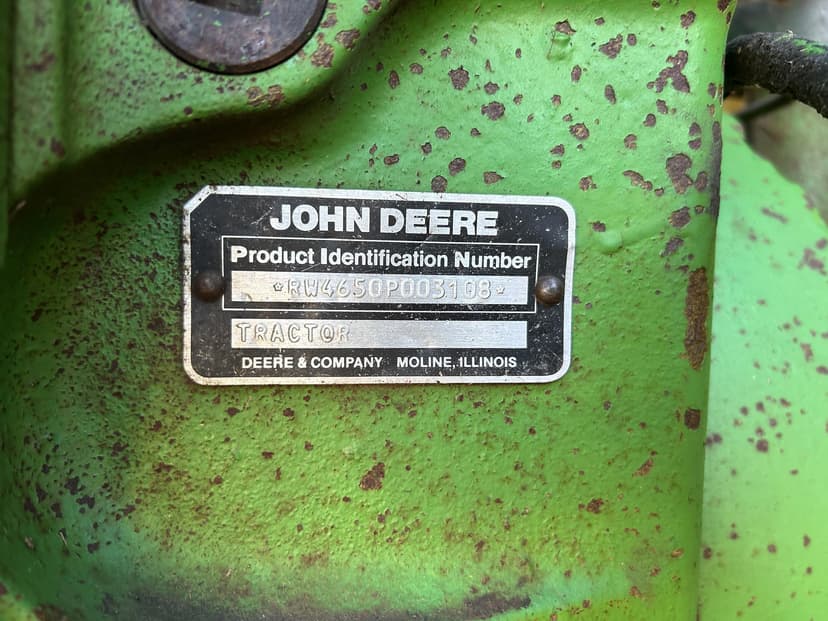 JOHN DEERE
Product Identification Number
*RW4650P003108*
TRACTOR
DEERE & COMPANY MOLINE, ILLINOIS